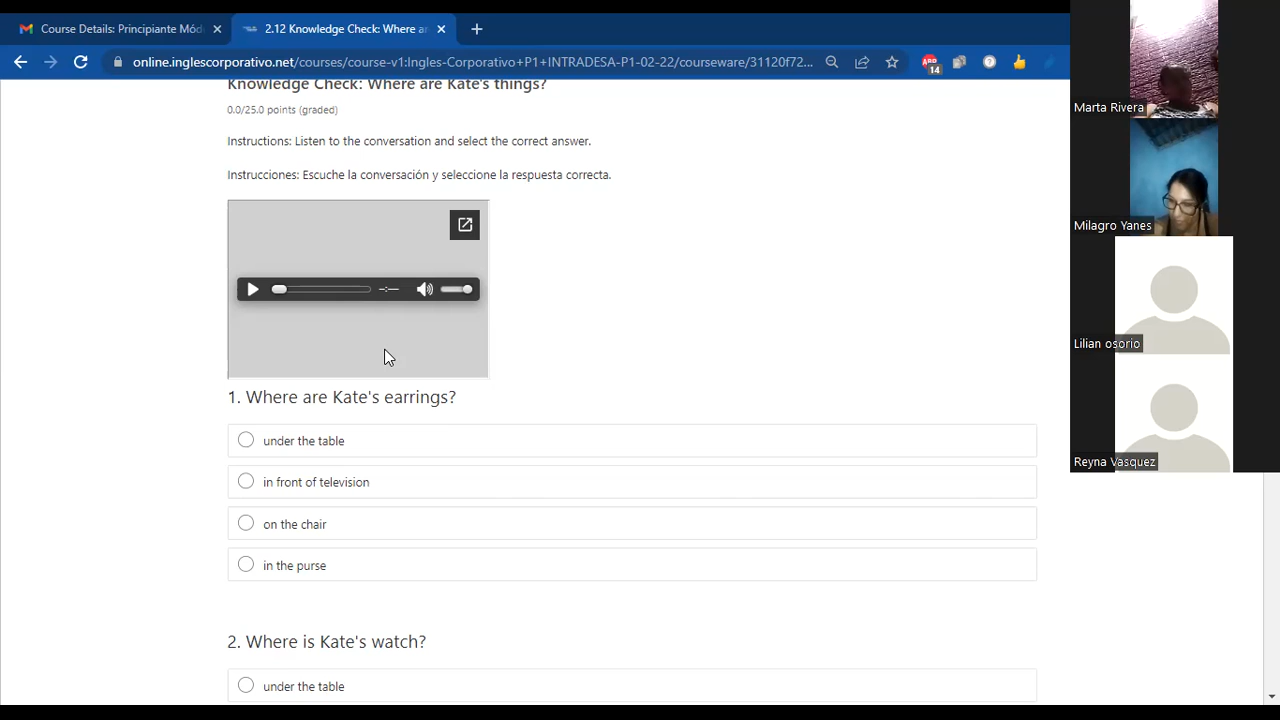 Course Details: Principiante Mód
2.12 Knowledge Check: Where ar
online.inglescorporativo.net/courses/course-v1:Ingles-Corporativo+P1+INTRADESA-P1-02-22/courseware/31120f72...
14
Knowledge Check: Where are Kate's things?
0.0/25.0 points (graded)
Instructions: Listen to the conversation and select the correct answer.
Instrucciones: Escuche la conversación y seleccione la respuesta correcta.
-:--
1. Where are Kate's earrings?
under the table
in front of television
on the chair
in the purse
2. Where is Kate's watch?
under the table
Marta Rivera
Milagro Yanes
Lilian osorio
Reyna Vasquez